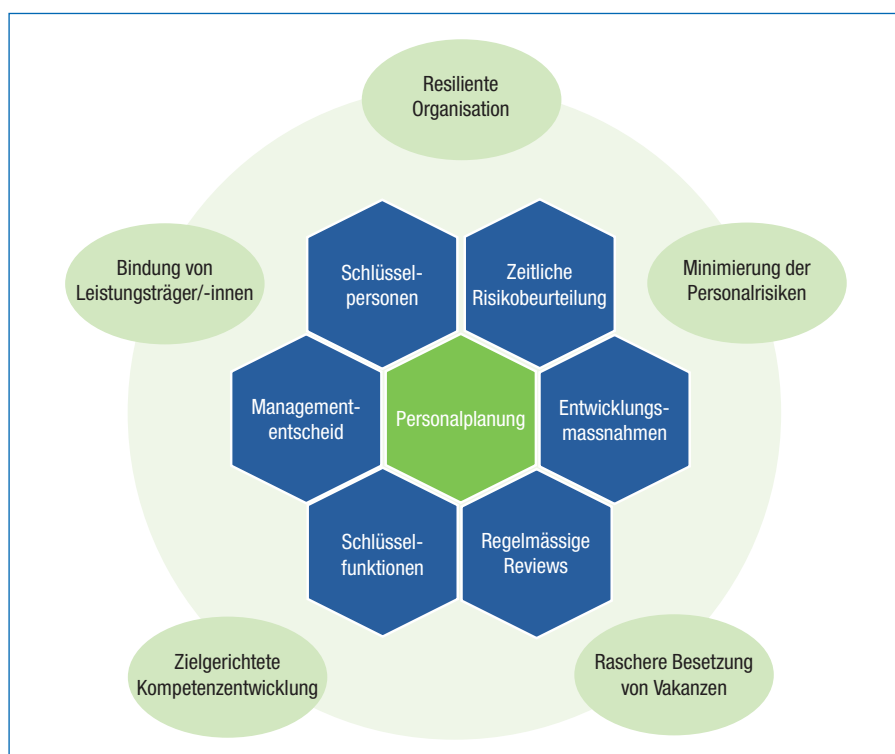 Resiliente
Organisation
Bindung von
Leistungsträger/-innen
Minimierung der
Personalrisiken
Schlüssel-
personen
Zeitliche
Risikobeurteilung
Management-
entscheid
Personalplanung
Entwicklungs-
massnahmen
Schlüssel-
funktionen
Regelmässige
Reviews
Zielgerichtete
Kompetenzentwicklung
Raschere Besetzung
von Vakanzen